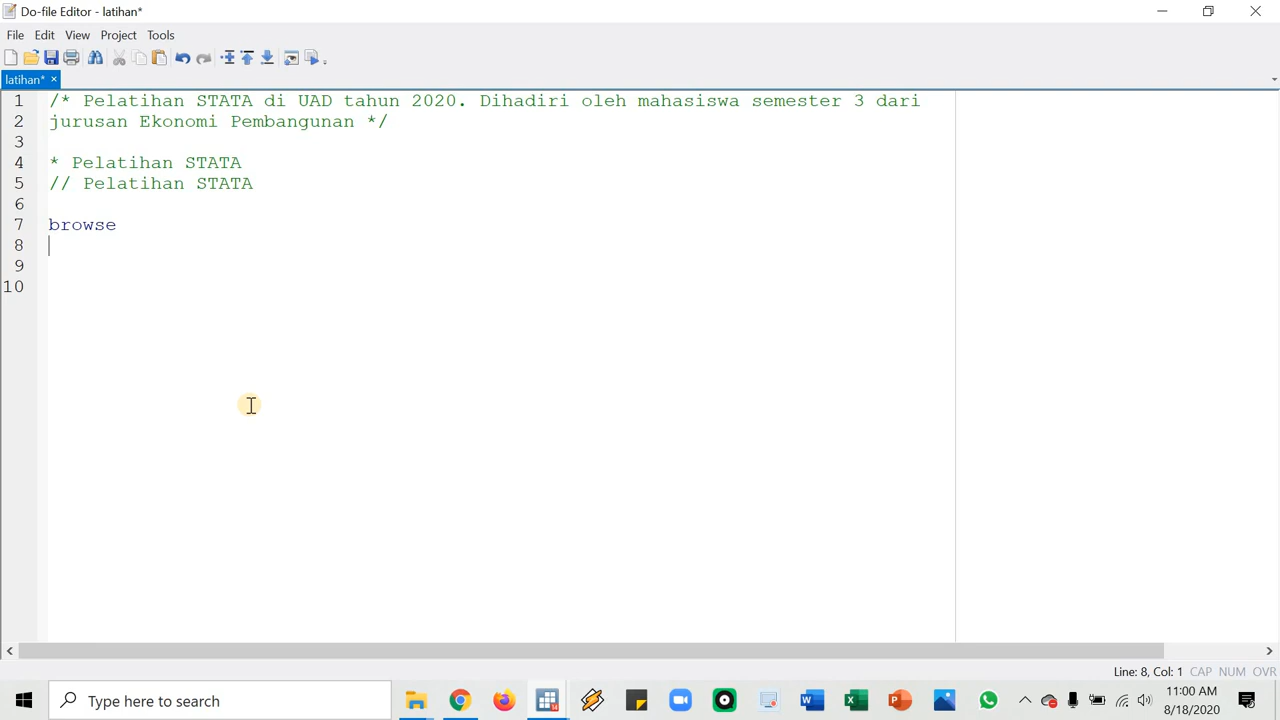 Do-file Editor - latihan*
File Edit View Project Tools
latihan* ×
1 /* Pelatihan STATA di UAD tahun 2020. Dihadiri oleh mahasiswa semester 3 dari
2 jurusan Ekonomi Pembangunan */
3
4 * Pelatihan STATA
5 // Pelatihan STATA
6
7 browse
8
9
10
Line: 8, Col: 1 CAP NUM OVR
Type here to search
11:00 AM
8/18/2020